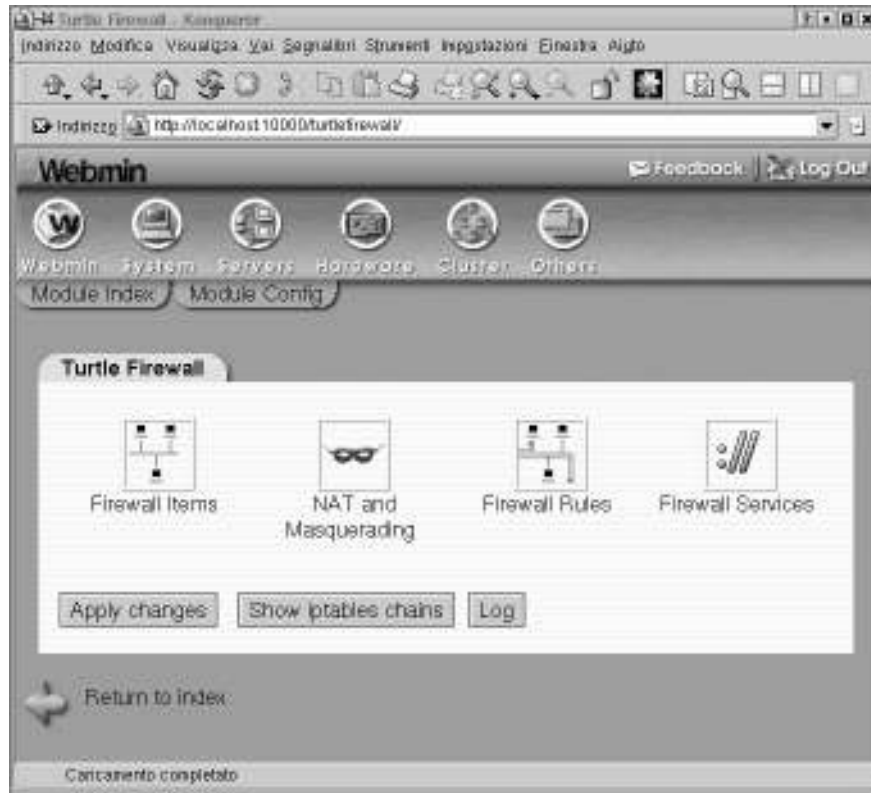 Turtle Firewall - Konqueror
Indirizzo Modifica Visualizza Vai Segnalibri Strumenti Impostazioni Finestra Aiuto
Indirizzo http://localhost:10000/turtlefirewall/
Webmin
Feedback Log Out
Webmin System Servers Hardware Cluster Others
Module Index Module Config
Turtle Firewall
Firewall Items
NAT and
Masquerading
Firewall Rules
Firewall Services
Apply changes Show iptables chains Log
Return to index
Caricamento completato